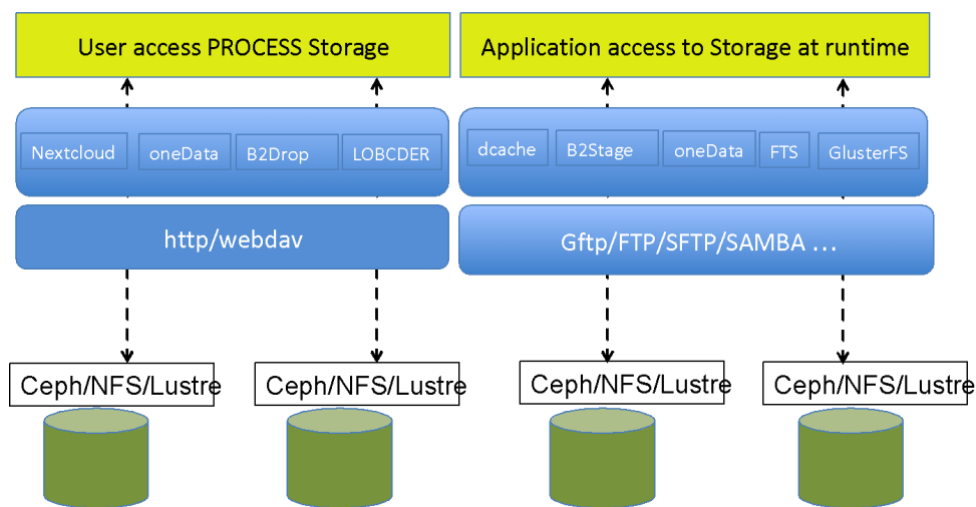 User access PROCESS Storage
Application access to Storage at runtime
Nextcloud
oneData
B2Drop
LOBCDER
dcache
B2Stage
oneData
FTS
GlusterFS
http/webdav
Gftp/FTP/SFTP/SAMBA ...
Ceph/NFS/Lustre
Ceph/NFS/Lustre
Ceph/NFS/Lustre
Ceph/NFS/Lustre